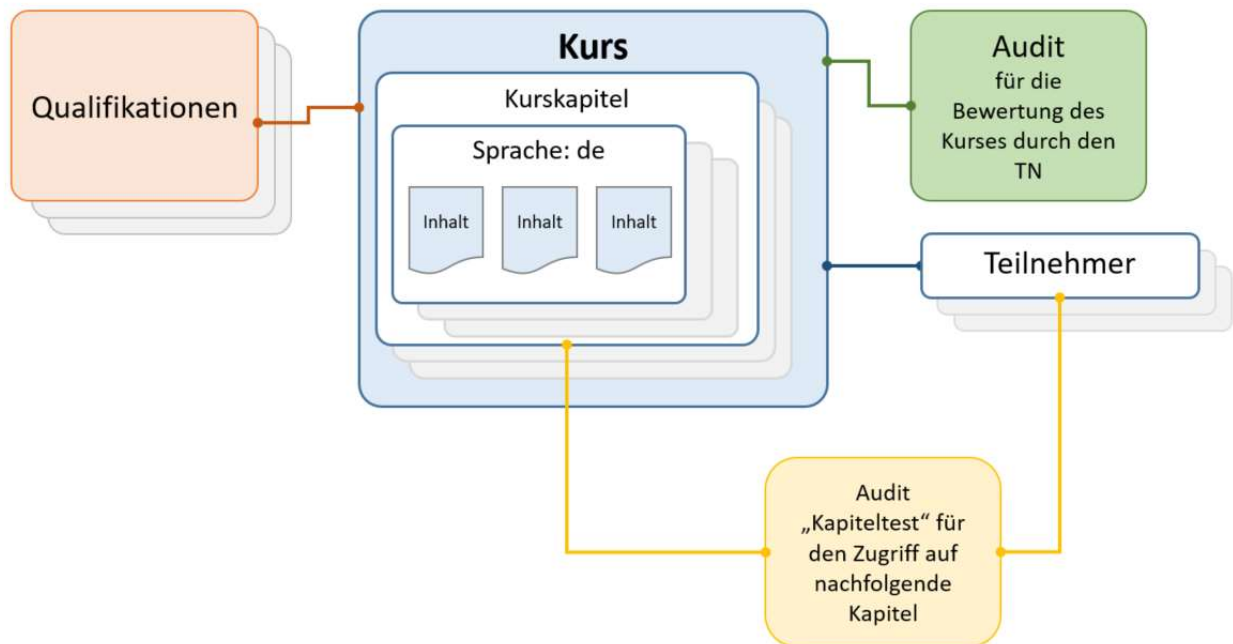 Qualifikationen
Kurs
Kurskapitel
Sprache: de
Inhalt
Inhalt
Inhalt
Audit
für die
Bewertung des
Kurses durch den
TN
Teilnehmer
Audit
„Kapiteltest“ für
den Zugriff auf
nachfolgende
Kapitel